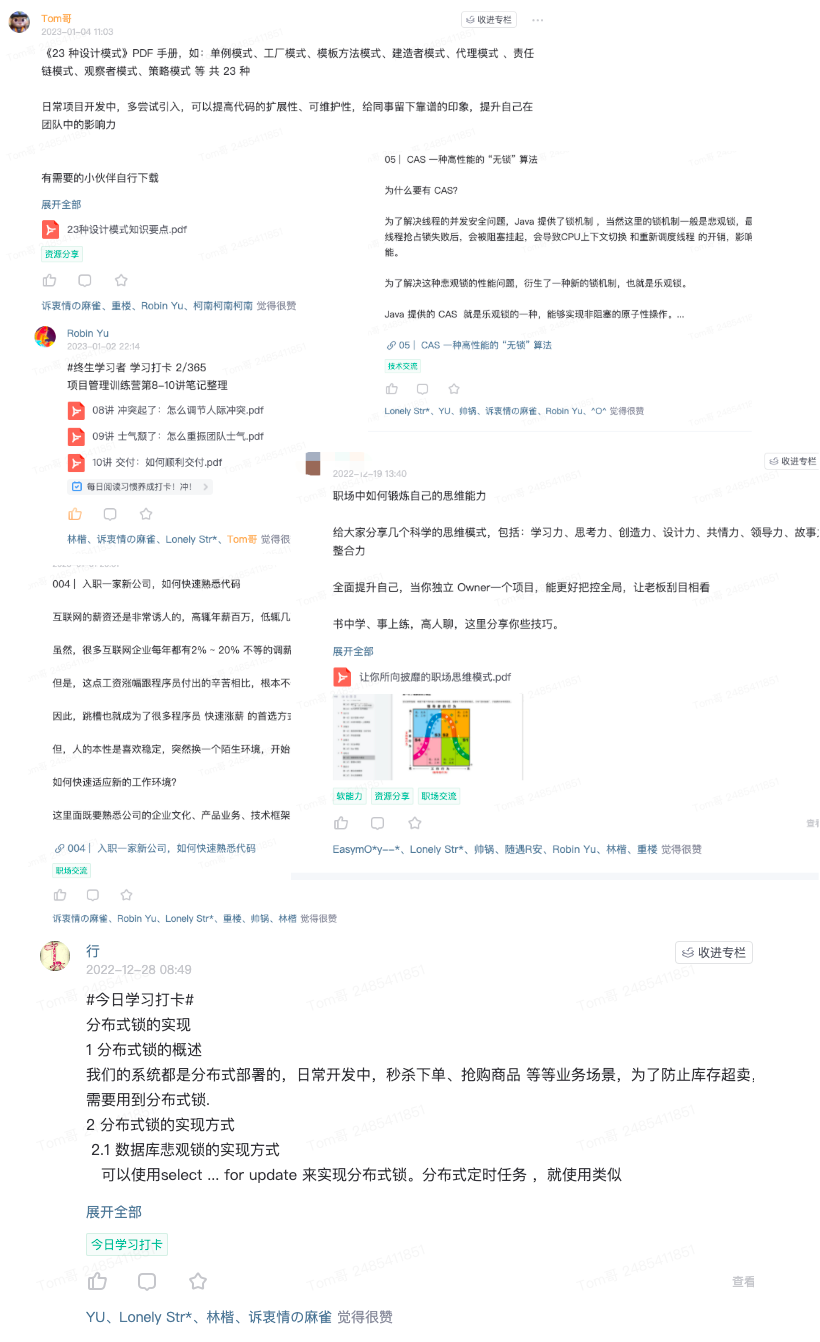 Tom哥
收进专栏
2023-01-04 11:03
《23 种设计模式》PDF 手册，如：单例模式、工厂模式、模板方法模式、建造者模式、代理模式 、责任
链模式、观察者模式、策略模式 等 共 23 种
日常项目开发中，多尝试引入，可以提高代码的扩展性、可维护性，给同事留下靠谱的印象，提升自己在
团队中的影响力
有需要的小伙伴自行下载
展开全部
23种设计模式知识要点.pdf
资源分享
诉衷情の麻雀、重楼、Robin Yu、柯南柯南柯南 觉得很赞
05｜ CAS 一种高性能的“无锁”算法
为什么要有 CAS?
为了解决线程的并发安全问题，Java 提供了锁机制 ，当然这里的锁机制一般是悲观锁，
线程抢占锁失败后，会被阻塞挂起，会导致CPU上下文切换 和重新调度线程 的开销，影响
能。
为了解决这种悲观锁的性能问题，衍生了一种新的锁机制，也就是乐观锁。
Java 提供的 CAS 就是乐观锁的一种，能够实现非阻塞的原子性操作。...
05｜ CAS 一种高性能的“无锁”算法
技术交流
Lonely Str*、YU、帅锅、诉衷情の麻雀、Robin Yu、^O^ 觉得很赞
Robin Yu
2023-01-02 22:14
#终生学习者 学习打卡 2/365
项目管理训练营第8-10讲笔记整理
08讲 冲突起了：怎么调节人际冲突.pdf
09讲 士气颓了：怎么重振团队士气.pdf
10讲 交付：如何顺利交付.pdf
每日阅读习惯养成打卡！冲！
林楷、诉衷情の麻雀、Lonely Str*、Tom哥 觉得很
收进专栏
2022-12-19 13:40
职场中如何锻炼自己的思维能力
给大家分享几个科学的思维模式，包括：学习力、思考力、创造力、设计力、共情力、领导力、故事
整合力
全面提升自己，当你独立 Owner一个项目，能更好把控全局，让老板刮目相看
书中学、事上练，高人聊，这里分享你些技巧。
展开全部
让你所向披靡的职场思维模式.pdf
软能力 资源分享 职场交流
查看
EasymO*y--*、Lonely Str*、帅锅、随遇R安、Robin Yu、林楷、重楼 觉得很赞
004｜ 入职一家新公司，如何快速熟悉代码
互联网的薪资还是非常诱人的，高辄年薪百万，低辄几
虽然，很多互联网企业每年都有2% ~ 20% 不等的调薪
但是，这点工资涨幅跟程序员付出的辛苦相比，根本不
因此，跳槽也就成为了很多程序员 快速涨薪 的首选方式
但，人的本性是喜欢稳定，突然换一个陌生环境，开始
如何快速适应新的工作环境?
这里面既要熟悉公司的企业文化、产品业务、技术框架
004｜ 入职一家新公司，如何快速熟悉代码
职场交流
诉衷情の麻雀、Robin Yu、Lonely Str*、重楼、帅锅、林楷 觉得很赞
行
收进专栏
2022-12-28 08:49
#今日学习打卡#
分布式锁的实现
1 分布式锁的概述
我们的系统都是分布式部署的，日常开发中，秒杀下单、抢购商品 等等业务场景，为了防止库存超卖，
需要用到分布式锁.
2 分布式锁的实现方式
2.1 数据库悲观锁的实现方式
可以使用select ... for update 来实现分布式锁。分布式定时任务 ，就使用类似
展开全部
今日学习打卡
查看
YU、Lonely Str*、林楷、诉衷情の麻雀 觉得很赞